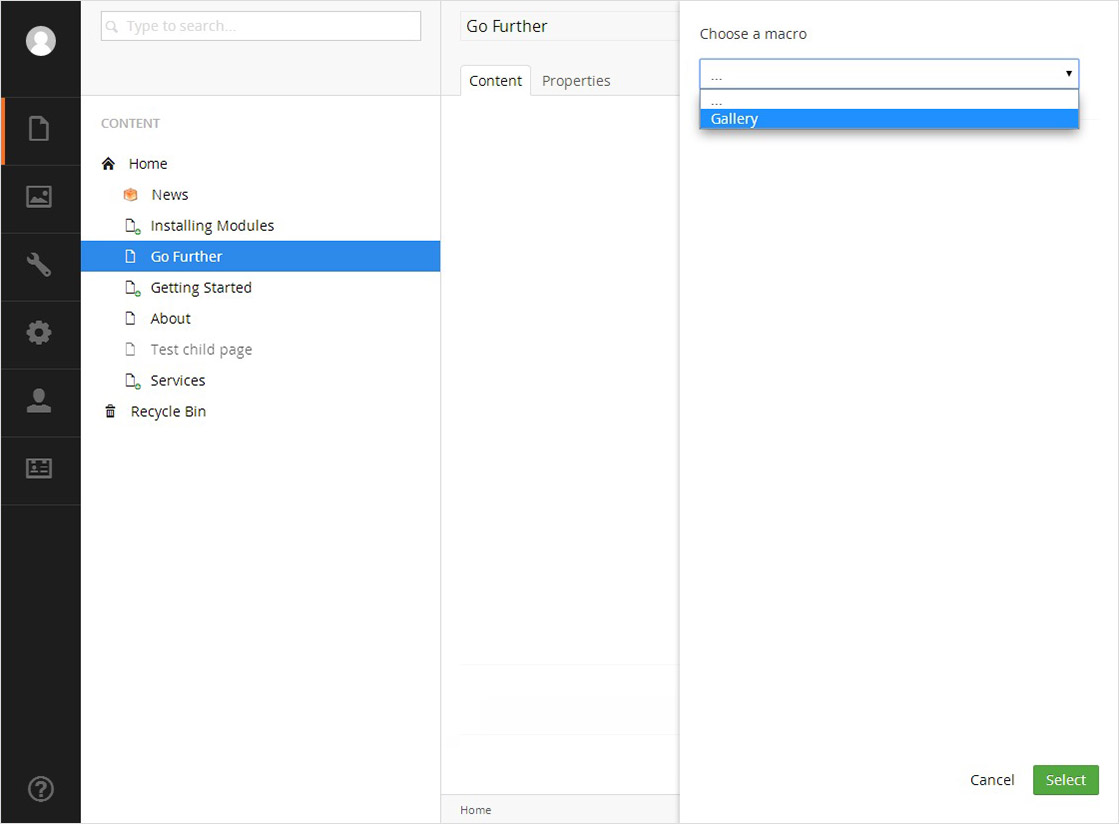 Type to search...
CONTENT
Home
News
Installing Modules
Go Further
Getting Started
About
Test child page
Services
Recycle Bin
Go Further
Content Properties
Home
Choose a macro
...
...
Gallery
Cancel Select